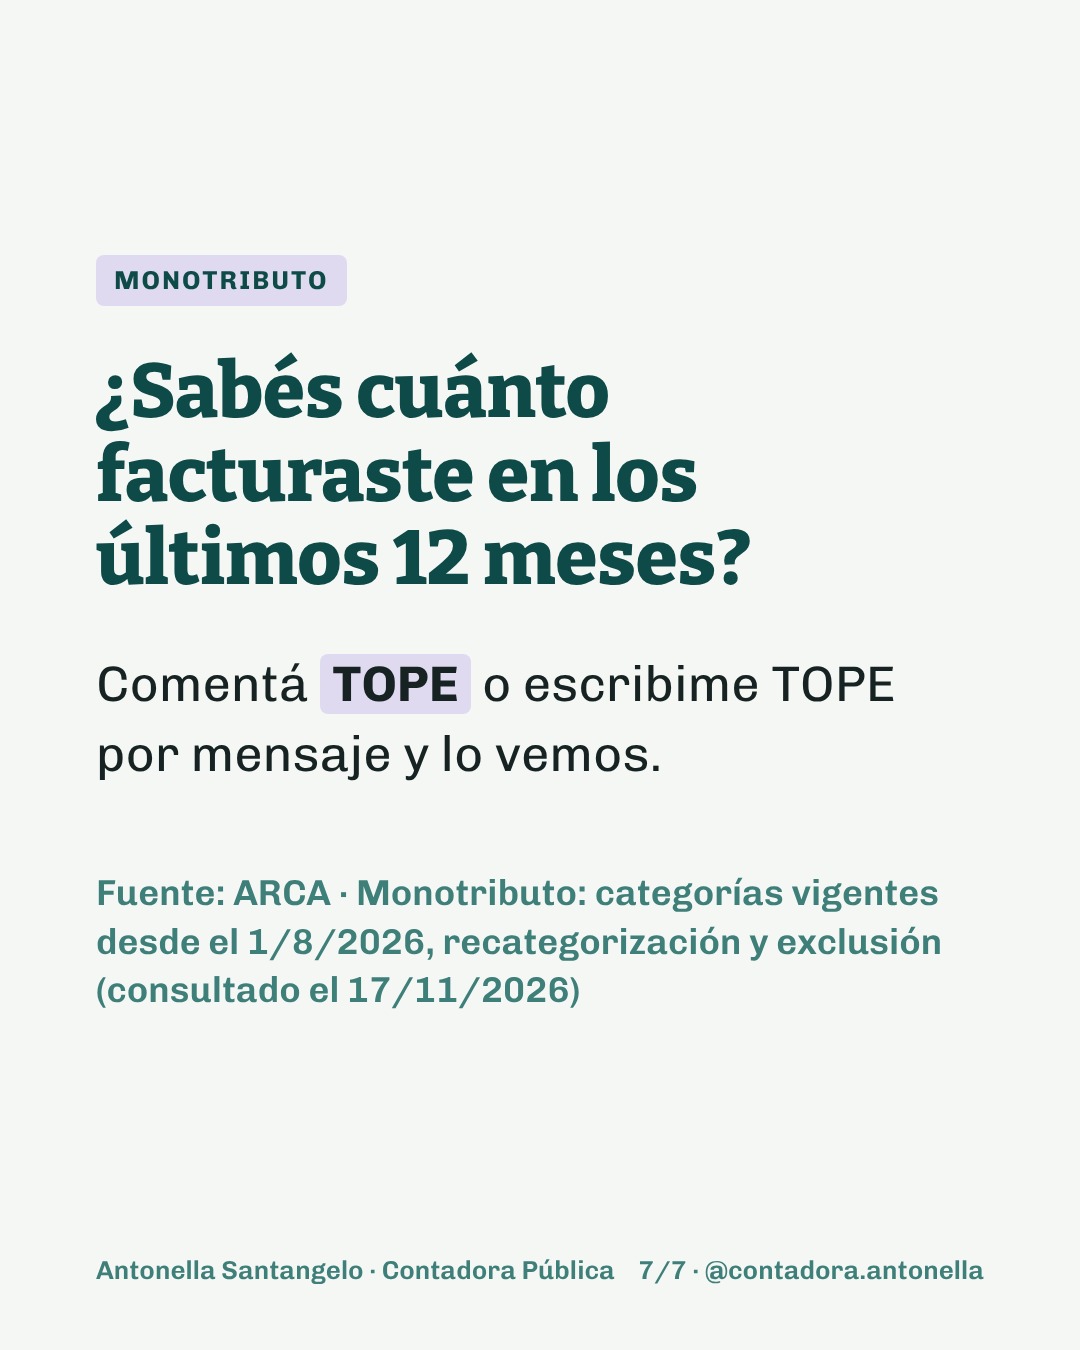 MONOTRIBUTO
¿Sabés cuánto
facturaste en los
últimos 12 meses?
Comentá TOPE o escribime TOPE
por mensaje y lo vemos.
Fuente: ARCA · Monotributo: categorías vigentes
desde el 1/8/2026, recategorización y exclusión
(consultado el 17/11/2026)
Antonella Santangelo · Contadora Pública 7/7 · @contadora.antonella